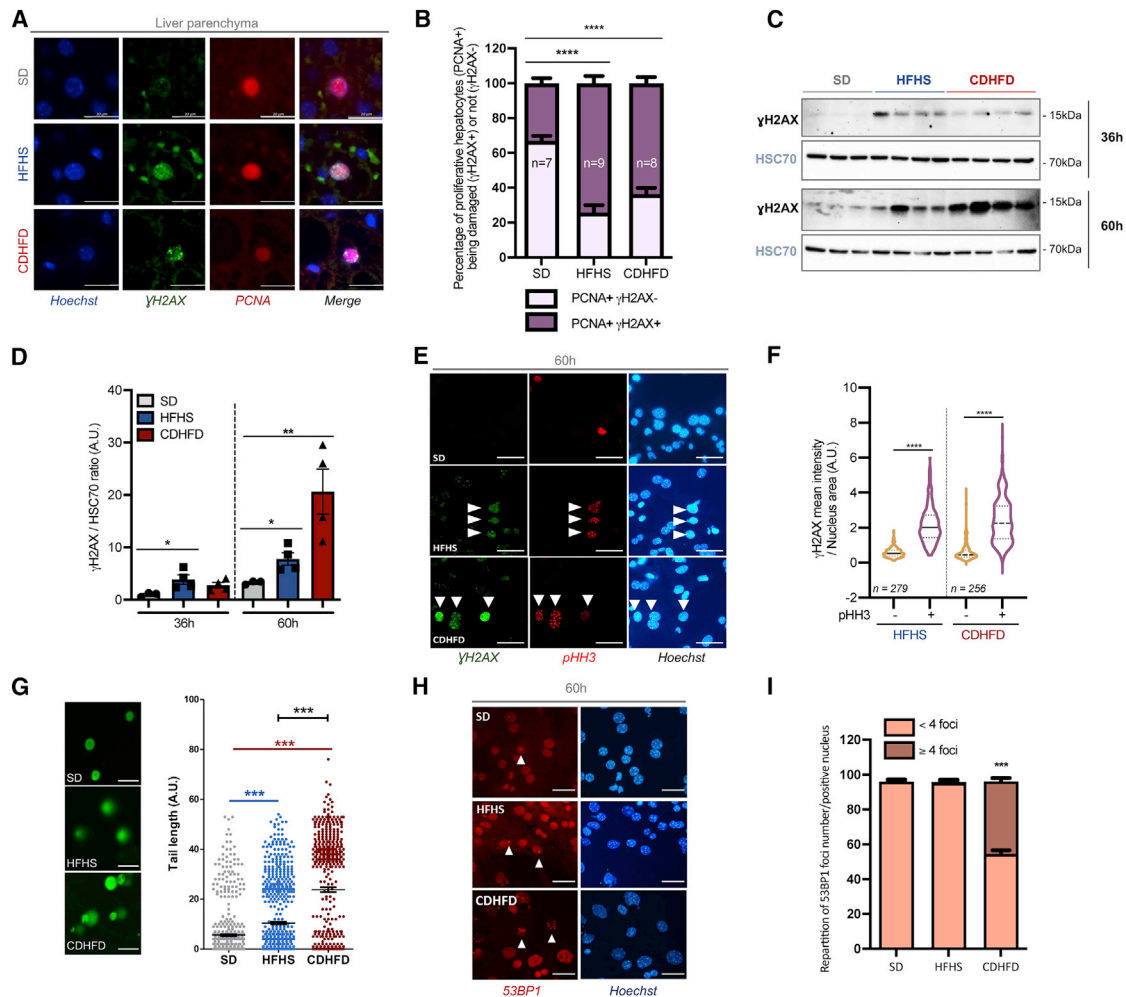 A
Liver parenchyma
SD
HFHS
CDHFD
Hoechst
ɣH2AX
PCNA
Merge
B
Percentage of proliferative hepatocytes (PCNA+)
being damaged (γH2AX+) or not (γH2AX-)
120
100
80
60
40
20
0
****
****
n=7
n=9
n=8
SD
HFHS
CDHFD
PCNA+ γH2AX-
PCNA+ γH2AX+
C
SD
HFHS
CDHFD
ɣH2AX
- 15kDa
36h
HSC70
- 70kDa
ɣH2AX
- 15kDa
60h
HSC70
- 70kDa
D
γH2AX / HSC70 ratio (A.U.)
40
30
20
10
0
SD
HFHS
CDHFD
*
*
**
36h
60h
E
60h
SD
HFHS
CDHFD
ɣH2AX
pHH3
Hoechst
F
γH2AX mean intensity
/ Nucleus area (A.U.)
10
8
6
4
2
0
-2
****
****
n = 279
n = 256
pHH3
-
+
-
+
HFHS
CDHFD
G
SD
HFHS
CDHFD
Tail length (A.U.)
100
80
60
40
20
0
***
***
***
SD
HFHS
CDHFD
H
60h
SD
HFHS
CDHFD
53BP1
Hoechst
I
< 4 foci
≥ 4 foci
Repartition of 53BP1 foci number/positive nucleus
120
100
80
60
40
20
0
***
SD
HFHS
CDHFD